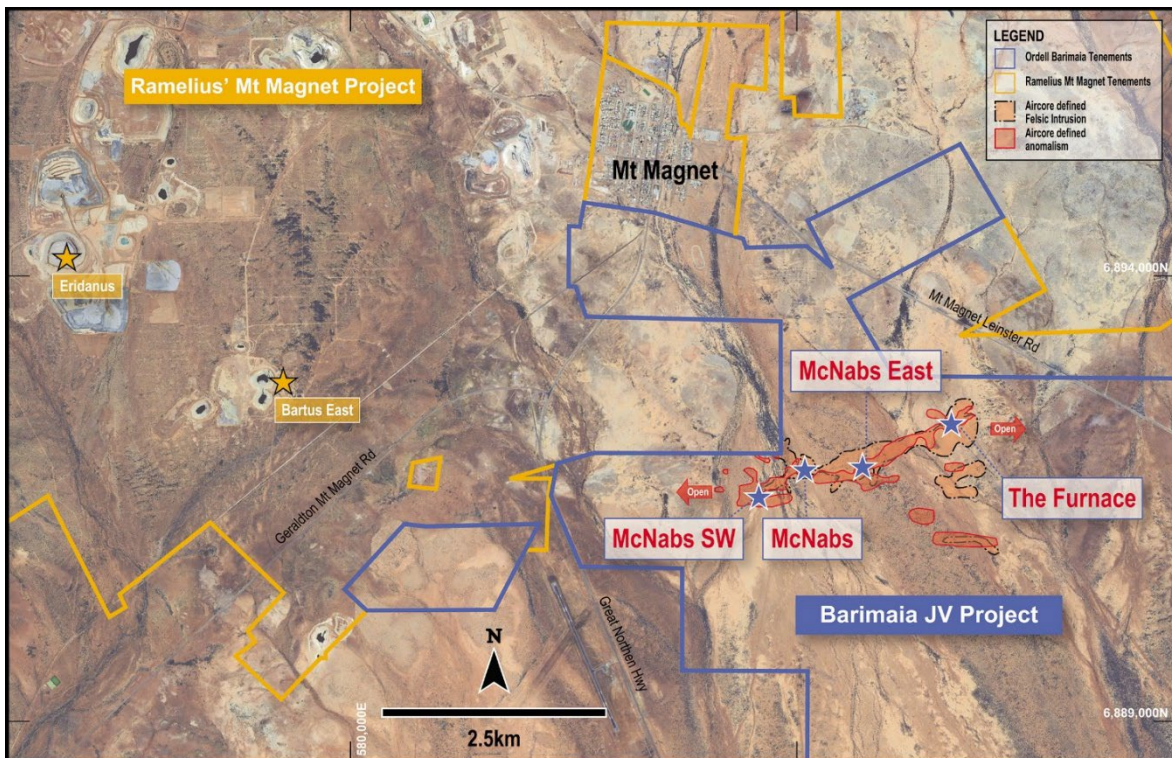 LEGEND
Ordell Barimaia Tenements
Ramelius Mt Magnet Tenements
Aircore defined
Felsic Intrusion
Aircore defined
anomalism
Ramelius' Mt Magnet Project
Mt Magnet
Eridanus
6,894,000N
Mt Magnet Leinster Rd
McNabs East
Bartus East
Open
Geraldton Mt Magnet Rd
Open
The Furnace
McNabs SW
McNabs
Barimaia JV Project
Great Northen Hwy
N
580,000E
6,889,000N
2.5km